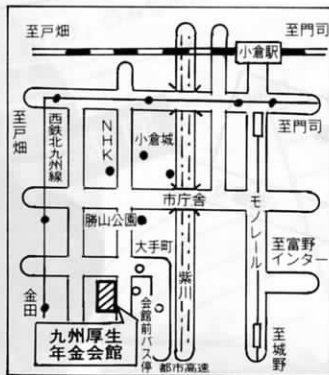 至戸畑
至門司
小倉駅
至戸畑
西鉄北九州線
NHK
小倉城
至門司
市庁舎
モノレール
勝山公園
大手町
紫川
至富野
インター
金田
会館前バス停
九州厚生
年金会館
都市高速
至城野